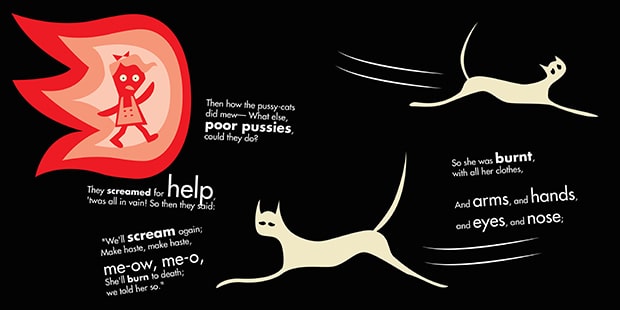 Then how the pussy-cats
did mew— What else,
poor pussies,
could they do?
They screamed for help,
'twas all in vain! So then they said:
"We'll scream again;
Make haste, make haste,
me-ow, me-o,
She'll burn to death;
we told her so."
So she was burnt,
with all her clothes,
And arms, and hands,
and eyes, and nose;